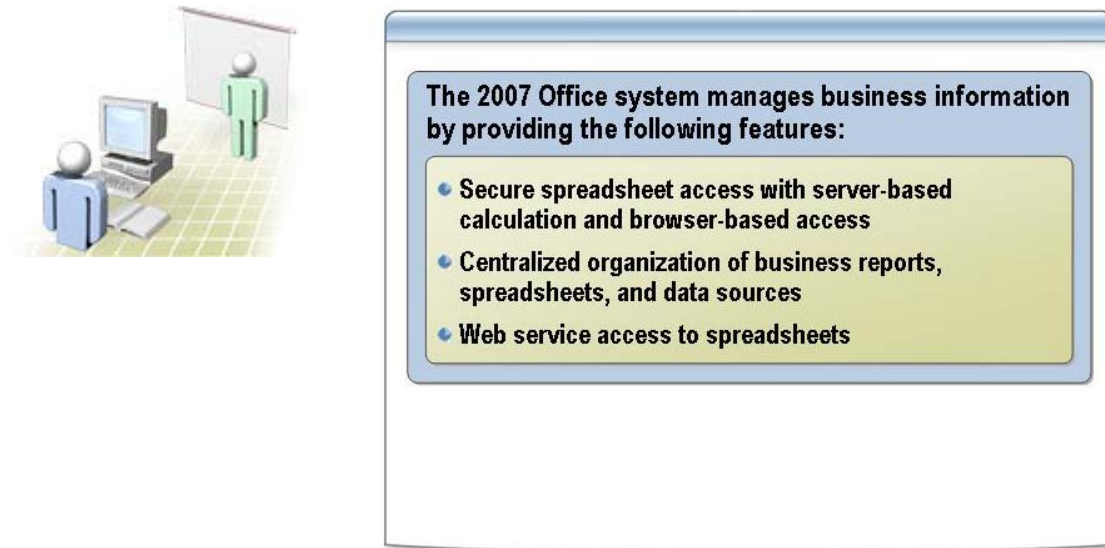 The 2007 Office system manages business information
by providing the following features:
Secure spreadsheet access with server-based
calculation and browser-based access
Centralized organization of business reports,
spreadsheets, and data sources
Web service access to spreadsheets